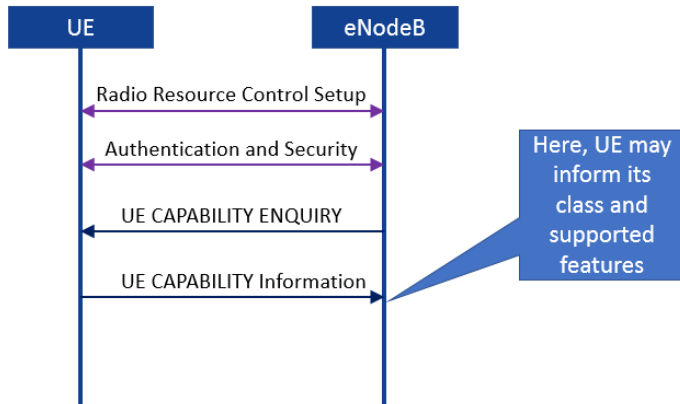 UE
eNodeB
Radio Resource Control Setup
Authentication and Security
UE CAPABILITY ENQUIRY
UE CAPABILITY Information
Here, UE may
inform its
class and
supported
features